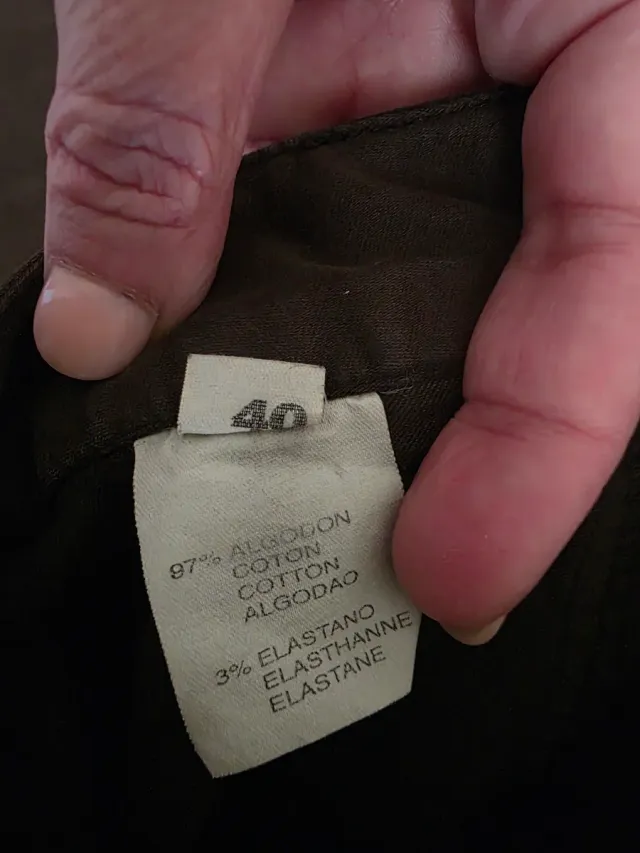 40
97% ALGODON
COTON
COTTON
ALGODAO
3% ELASTANO
ELASTHANNE
ELASTANE